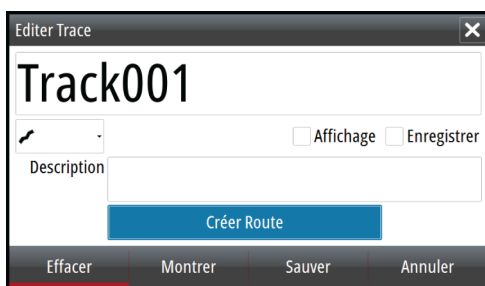 Editer Trace
Track001
Affichage Enregistrer
Description
Créer Route
Effacer Montrer Sauver Annuler